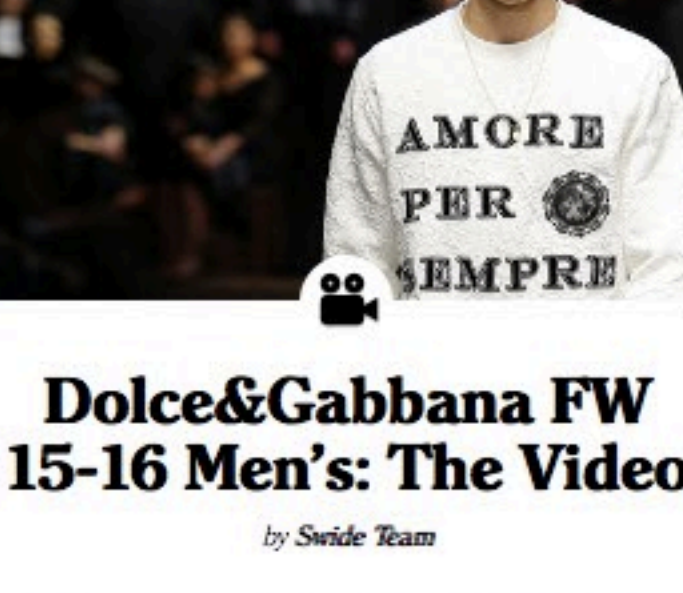 AMORE
PER
SEMPRE
Dolce&Gabbana FW
15-16 Men's: The Video
by Swide Team